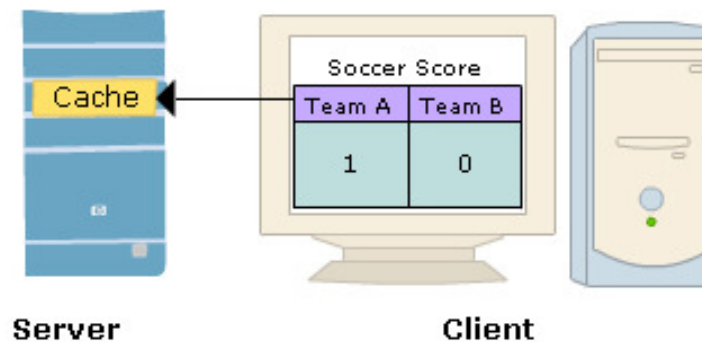 Soccer Score
Cache
Team A Team B
1 0
Server Client